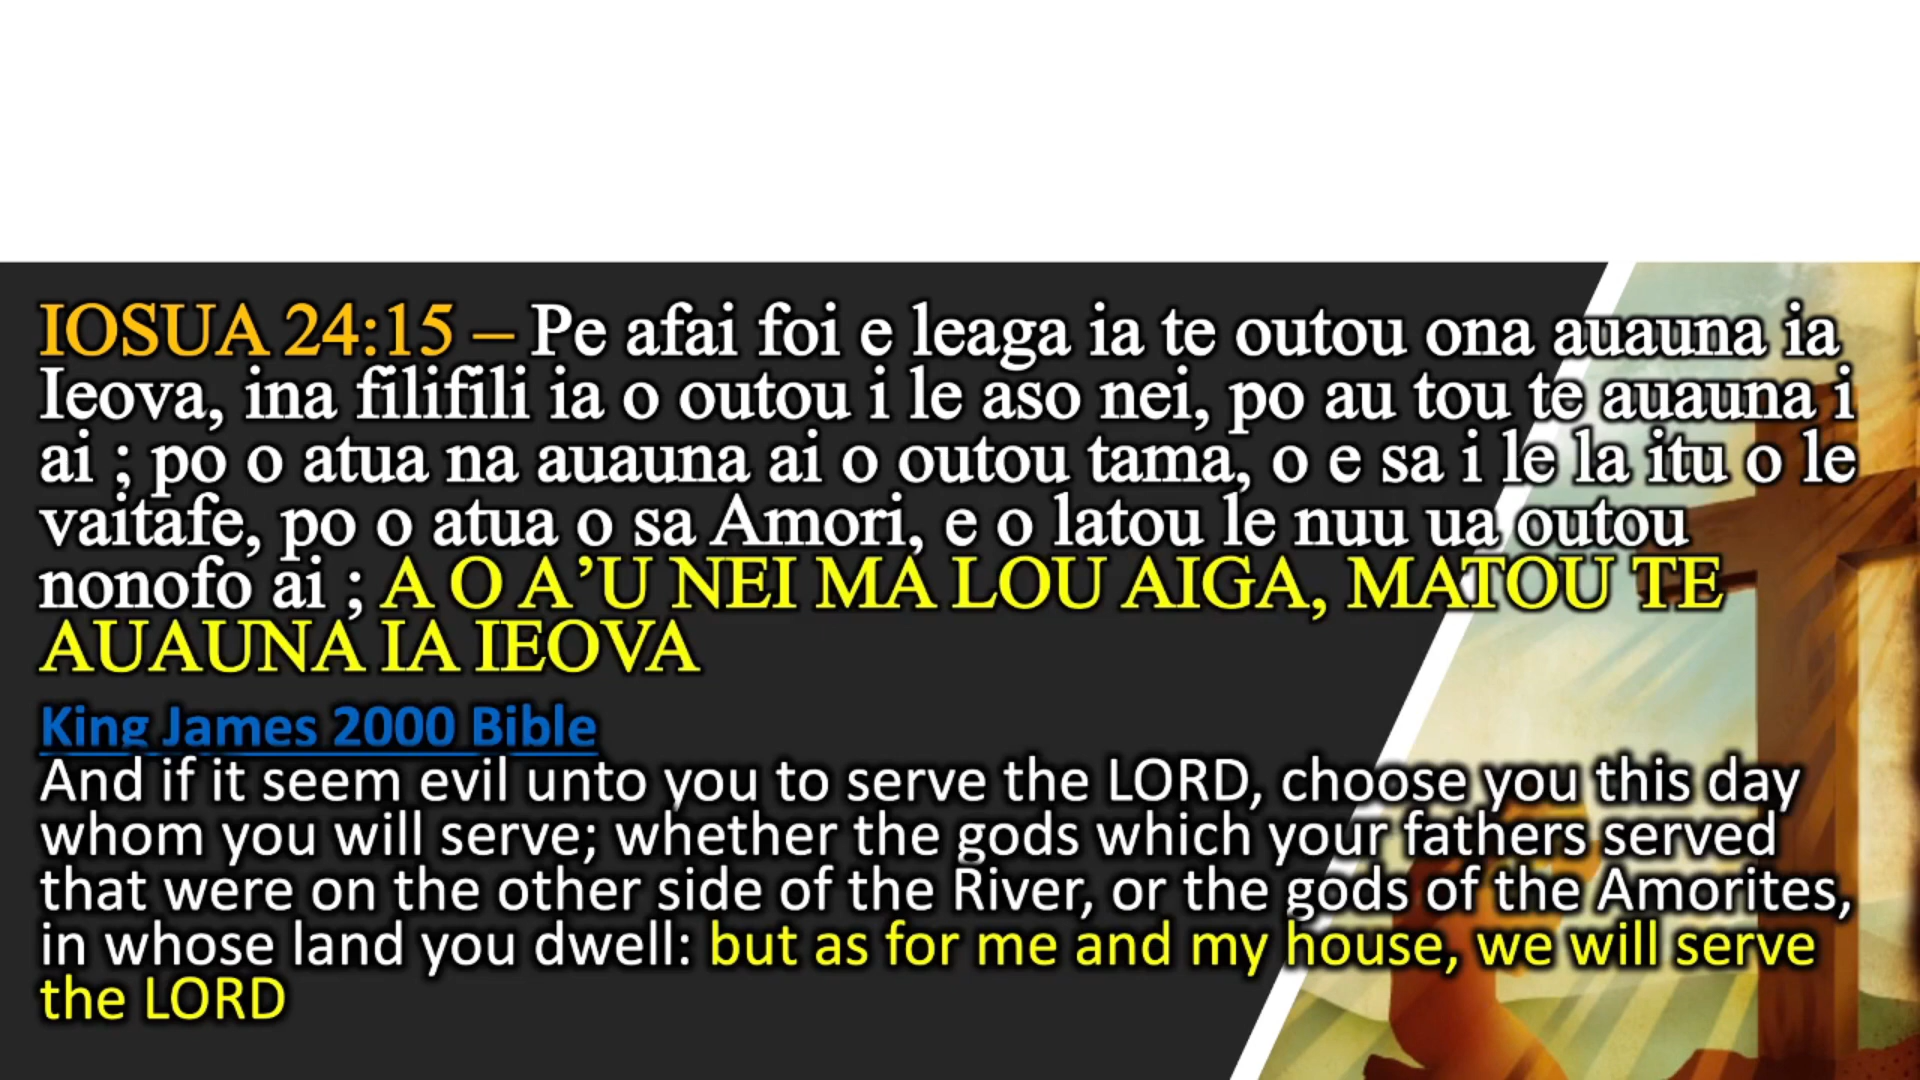 IOSUA 24:15 – Pe afai foi e leaga ia te outou ona auauna ia
Ieova, ina filifili ia o outou i le aso nei, po au tou te auauna i
ai ; po o atua na auauna ai o outou tama, o e sa i le la itu o le
vaitafe, po o atua o sa Amori, e o latou le nuu ua outou
nonofo ai ; A O A’U NEI MA LOU AIGA, MATOU TE
AUAUNA IA IEOVA
King James 2000 Bible
And if it seem evil unto you to serve the LORD, choose you this day
whom you will serve; whether the gods which your fathers served
that were on the other side of the River, or the gods of the Amorites,
in whose land you dwell: but as for me and my house, we will serve
the LORD